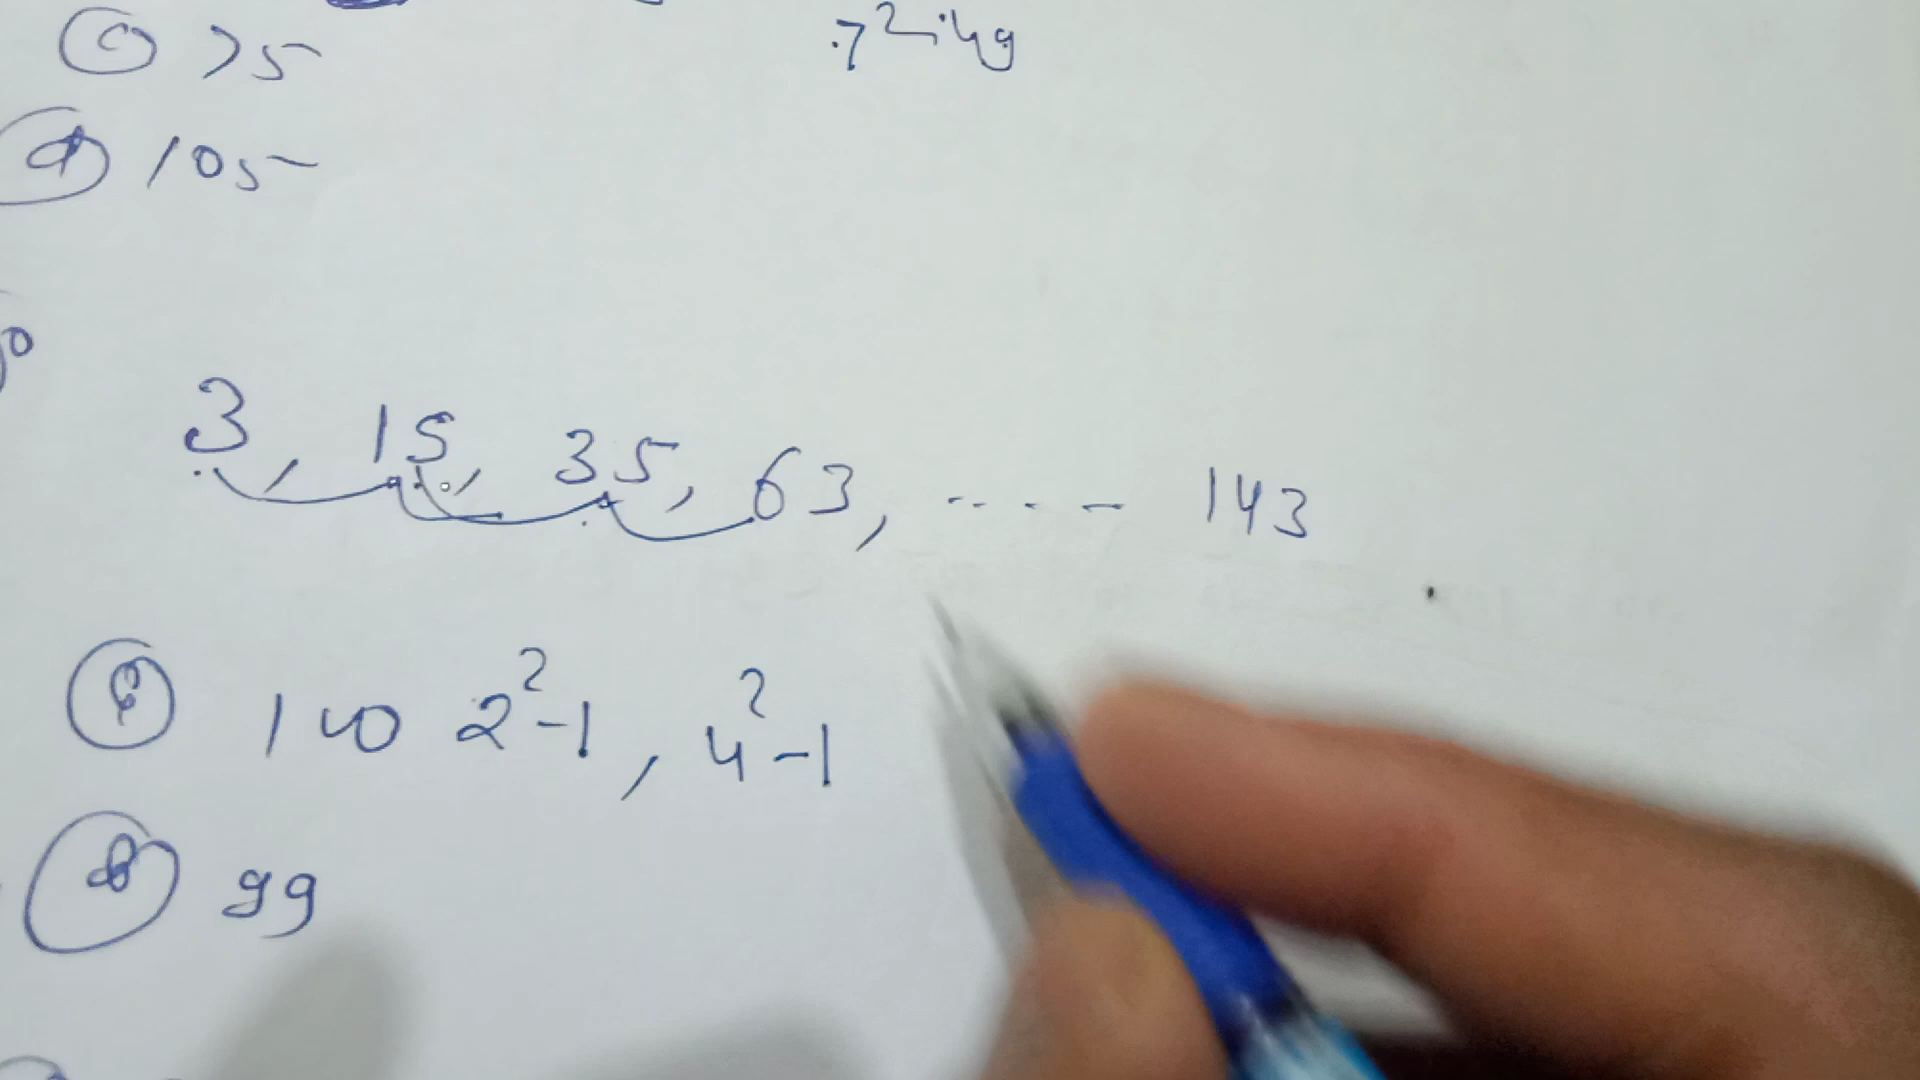 C 75
7² = 49
d 105
3, 15, 35, 63, ---- 143
140 2²-1, 4²-1
B 99